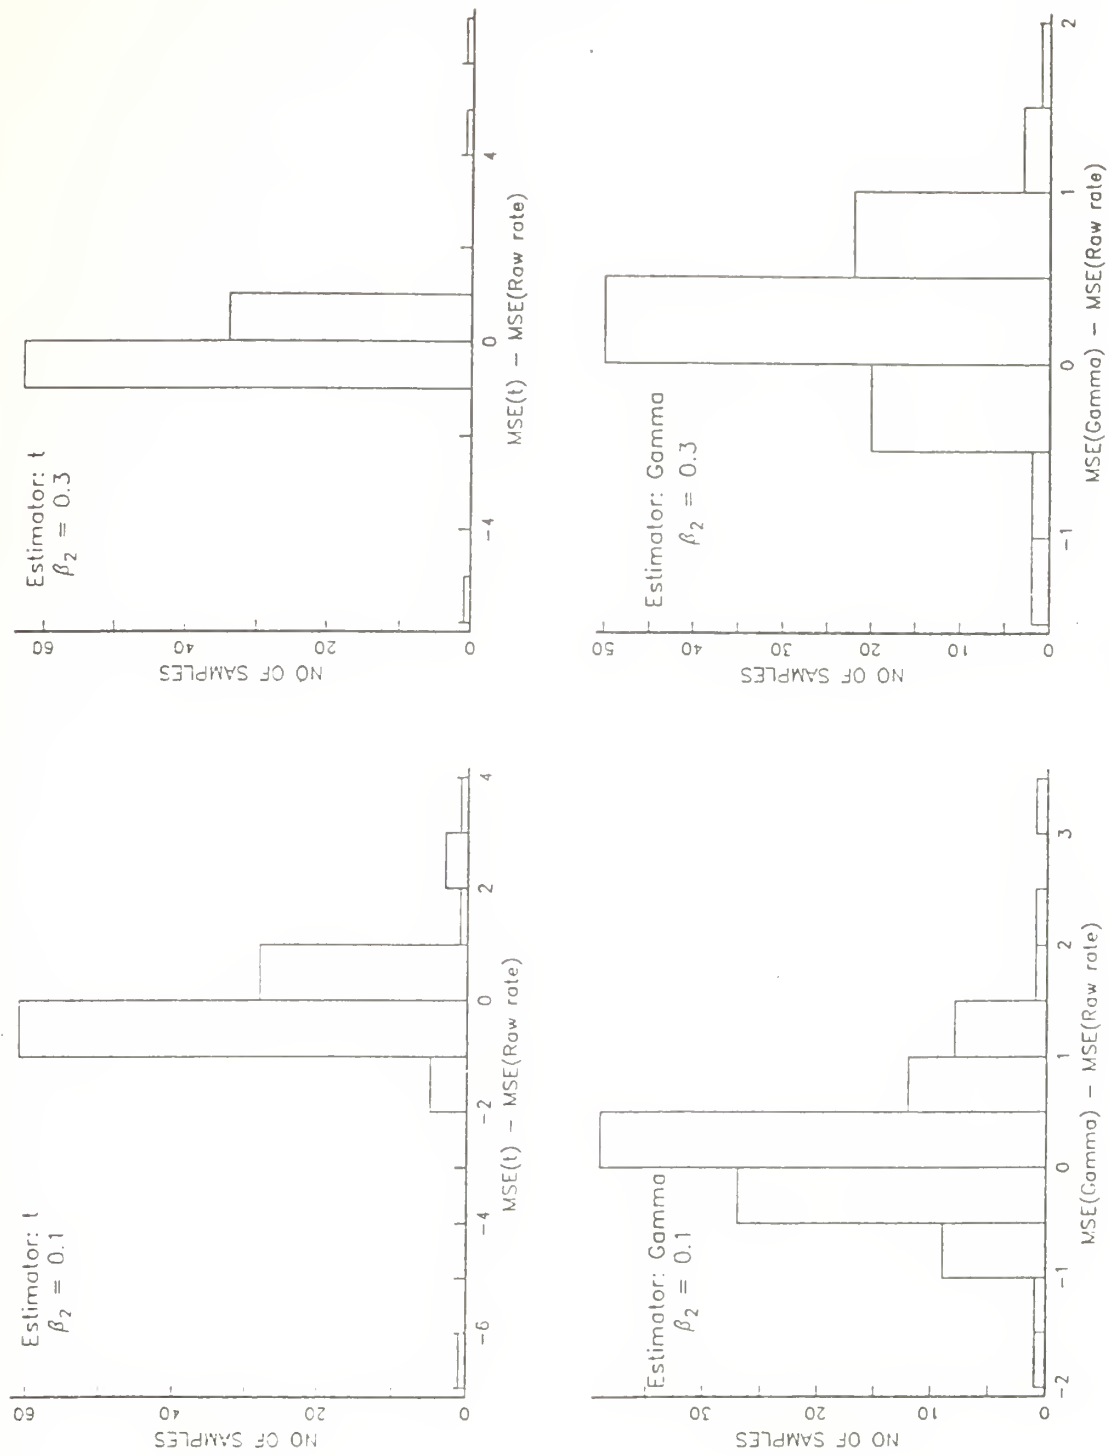 Estimator: t
β₂ = 0.1
NO OF SAMPLES
0 20 40 60
-6 -4 -2 0 2 4
MSE(t) - MSE(Raw rate)
Estimator: t
β₂ = 0.3
NO OF SAMPLES
0 20 40 60
-4 0 4
MSE(t) - MSE(Raw rate)
Estimator: Gamma
β₂ = 0.1
NO OF SAMPLES
0 10 20 30
-2 -1 0 1 2 3
MSE(Gamma) - MSE(Raw rate)
Estimator: Gamma
β₂ = 0.3
NO OF SAMPLES
0 10 20 30 40 50
-1 0 1 2
MSE(Gamma) - MSE(Raw rate)